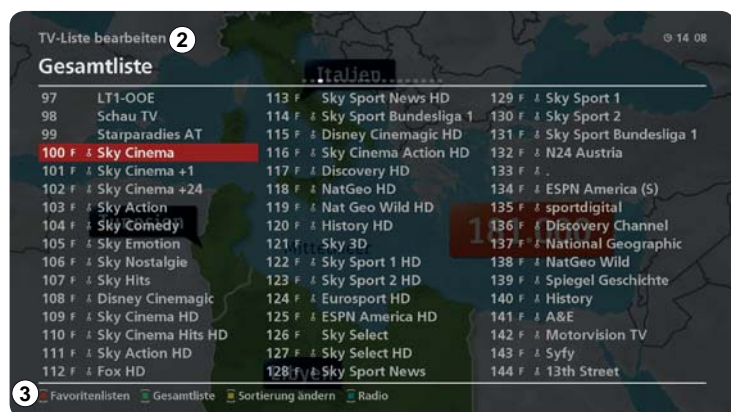 TV-Liste bearbeiten 2
14 08
Gesamtliste
Italien
97 LT1-OOE
98 Schau TV
99 Starparadies AT
100 F Sky Cinema
101 F Sky Cinema +1
102 F Sky Cinema +24
103 F Sky Action
104 F Sky Comedy
105 F Sky Emotion
106 F Sky Nostalgie
107 F Sky Hits
108 F Disney Cinemagic
109 F Sky Cinema HD
110 F Sky Cinema Hits HD
111 F Sky Action HD
112 F Fox HD
113 F Sky Sport News HD
114 F Sky Sport Bundesliga 1
115 F Disney Cinemagic HD
116 F Sky Cinema Action HD
117 F Discovery HD
118 F NatGeo HD
119 F Nat Geo Wild HD
120 F History HD
121 F Sky 3D
122 F Sky Sport 1 HD
123 F Sky Sport 2 HD
124 F Eurosport HD
125 F ESPN America HD
126 F Sky Select
127 F Sky Select HD
128 F Sky Sport News
129 F Sky Sport 1
130 F Sky Sport 2
131 F Sky Sport Bundesliga 1
132 F N24 Austria
133 F .
134 F ESPN America (S)
135 F sportdigital
136 F Discovery Channel
137 F National Geographic
138 F NatGeo Wild
139 F Spiegel Geschichte
140 F History
141 F A&E
142 F Motorvision TV
143 F Syfy
144 F 13th Street
Tunesien
Mittelmeer
Libyen
3 Favoritenlisten Gesamtliste Sortierung ändern Radio